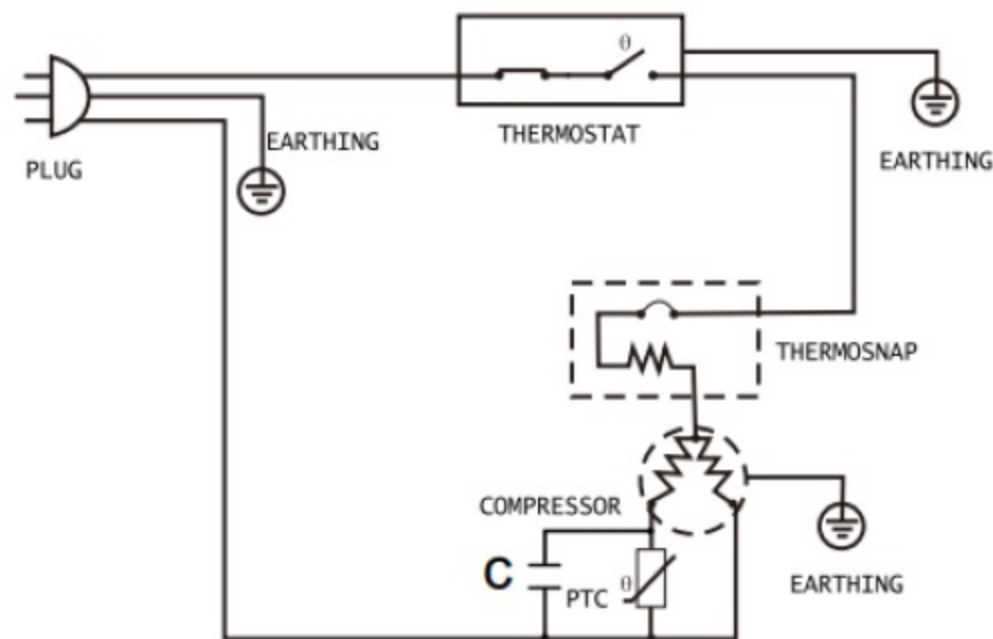 θ
EARTHING
THERMOSTAT
EARTHING
PLUG
THERMOSNAP
COMPRESSOR
C
PTC
θ
EARTHING